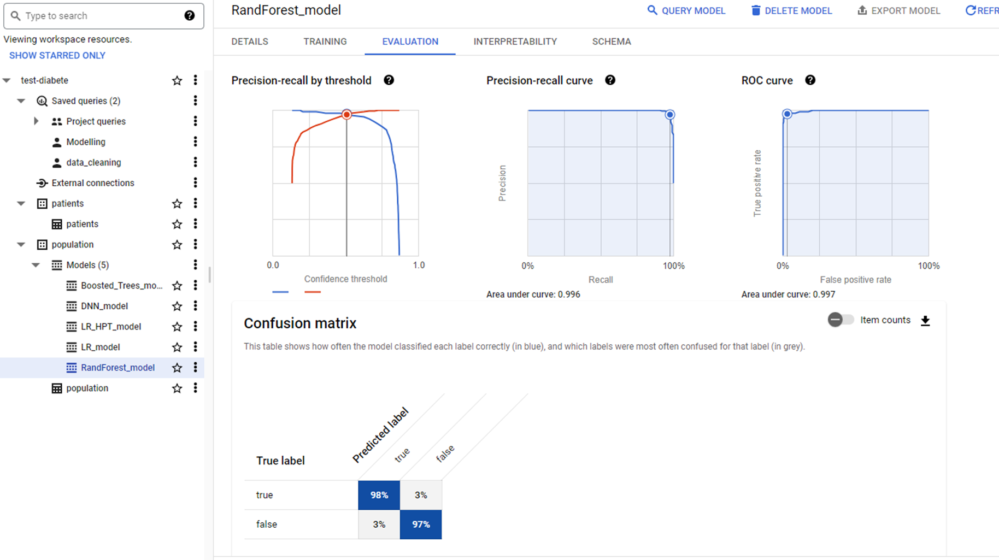 Type to search
Viewing workspace resources.
SHOW STARRED ONLY
test-diabete
Saved queries (2)
Project queries
Modelling
data_cleaning
External connections
patients
patients
population
Models (5)
Boosted_Trees_mo...
DNN_model
LR_HPT_model
LR_model
RandForest_model
population
RandForest_model
QUERY MODEL
DELETE MODEL
EXPORT MODEL
REFR
DETAILS
TRAINING
EVALUATION
INTERPRETABILITY
SCHEMA
Precision-recall by threshold
0.0
1.0
Confidence threshold
Precision-recall curve
Precision
0%
100%
Recall
Area under curve: 0.996
ROC curve
True positive rate
0%
100%
False positive rate
Area under curve: 0.997
Confusion matrix
Item counts
This table shows how often the model classified each label correctly (in blue), and which labels were most often confused for that label (in grey).
True label
Predicted label
true
false
true 98% 3%
false 3% 97%